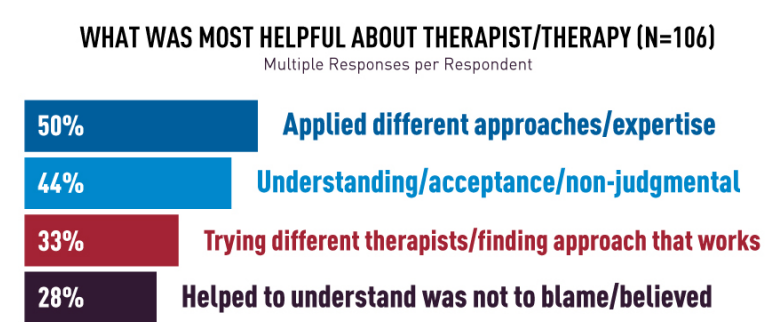 WHAT WAS MOST HELPFUL ABOUT THERAPIST/THERAPY (N=106)
Multiple Responses per Respondent
50% Applied different approaches/expertise
44% Understanding/acceptance/non-judgmental
33% Trying different therapists/finding approach that works
28% Helped to understand was not to blame/believed